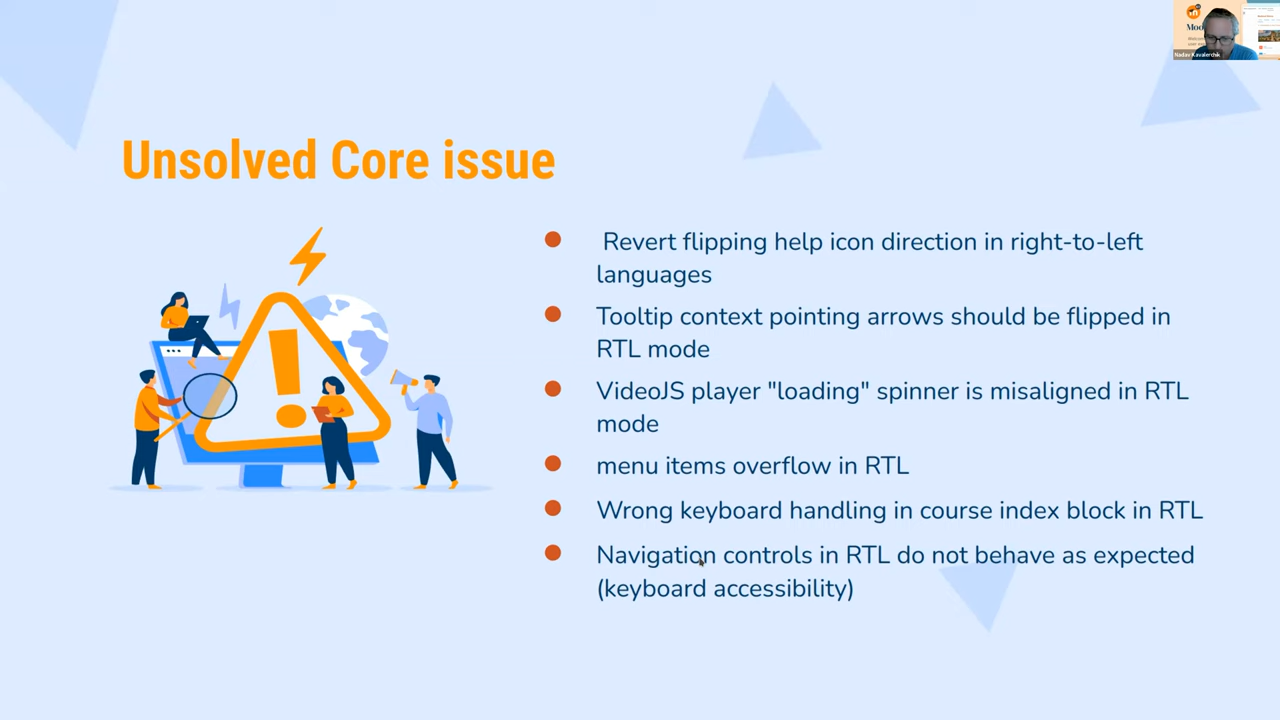 Nadav Kavalerchik
Unsolved Core issue
Revert flipping help icon direction in right-to-left
languages
Tooltip context pointing arrows should be flipped in
RTL mode
VideoJS player "loading" spinner is misaligned in RTL
mode
menu items overflow in RTL
Wrong keyboard handling in course index block in RTL
Navigation controls in RTL do not behave as expected
(keyboard accessibility)